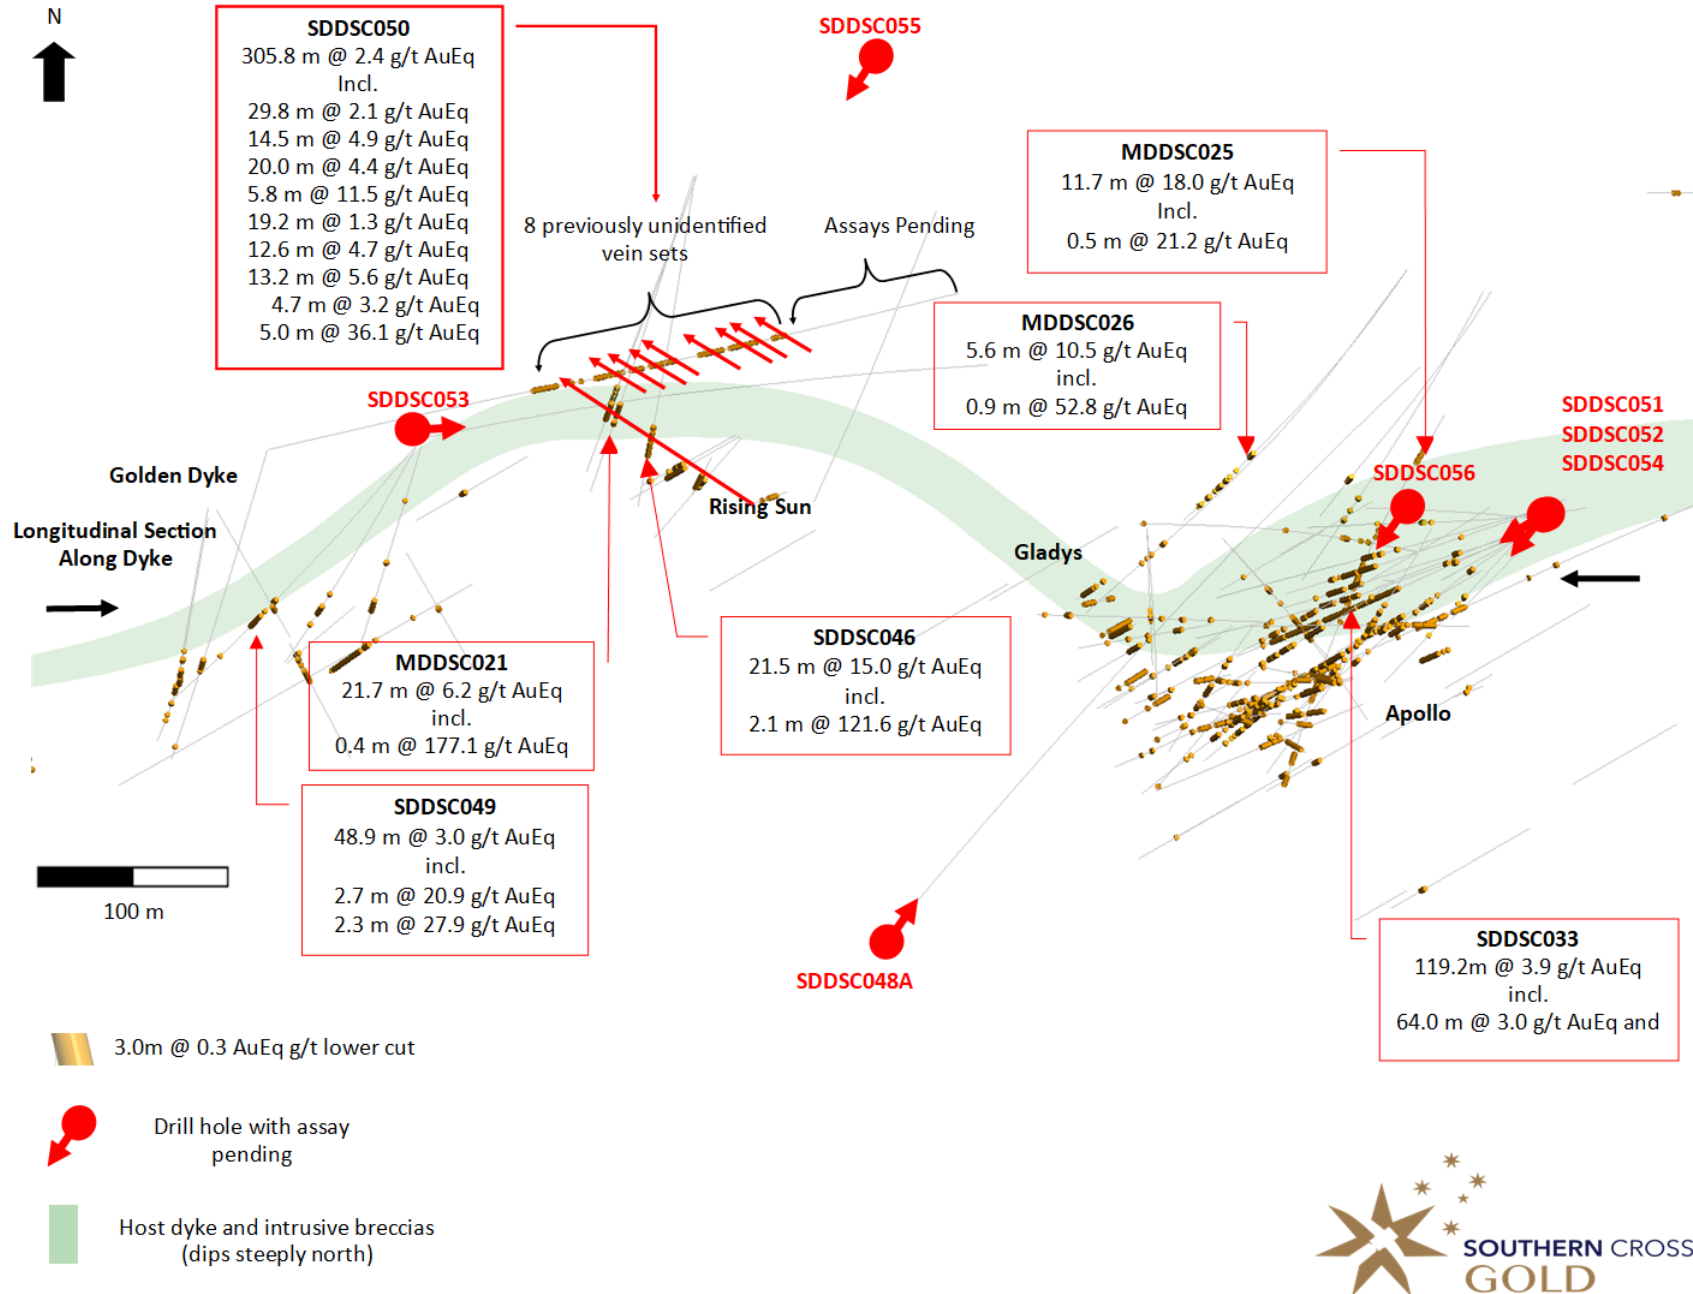 N
SDDSC050
305.8 m @ 2.4 g/t AuEq
Incl.
29.8 m @ 2.1 g/t AuEq
14.5 m @ 4.9 g/t AuEq
20.0 m @ 4.4 g/t AuEq
5.8 m @ 11.5 g/t AuEq
19.2 m @ 1.3 g/t AuEq
12.6 m @ 4.7 g/t AuEq
13.2 m @ 5.6 g/t AuEq
4.7 m @ 3.2 g/t AuEq
5.0 m @ 36.1 g/t AuEq
SDDSC055
8 previously unidentified
vein sets
Assays Pending
MDDSC025
11.7 m @ 18.0 g/t AuEq
Incl.
0.5 m @ 21.2 g/t AuEq
MDDSC026
5.6 m @ 10.5 g/t AuEq
incl.
0.9 m @ 52.8 g/t AuEq
SDDSC053
SDDSC051
SDDSC052
SDDSC054
SDDSC056
Golden Dyke
Longitudinal Section
Along Dyke
Rising Sun
Gladys
Apollo
MDDSC021
21.7 m @ 6.2 g/t AuEq
incl.
0.4 m @ 177.1 g/t AuEq
SDDSC046
21.5 m @ 15.0 g/t AuEq
incl.
2.1 m @ 121.6 g/t AuEq
SDDSC049
48.9 m @ 3.0 g/t AuEq
incl.
2.7 m @ 20.9 g/t AuEq
2.3 m @ 27.9 g/t AuEq
100 m
SDDSC048A
SDDSC033
119.2m @ 3.9 g/t AuEq
incl.
64.0 m @ 3.0 g/t AuEq and
3.0m @ 0.3 AuEq g/t lower cut
Drill hole with assay
pending
Host dyke and intrusive breccias
(dips steeply north)
SOUTHERN CROSS
GOLD